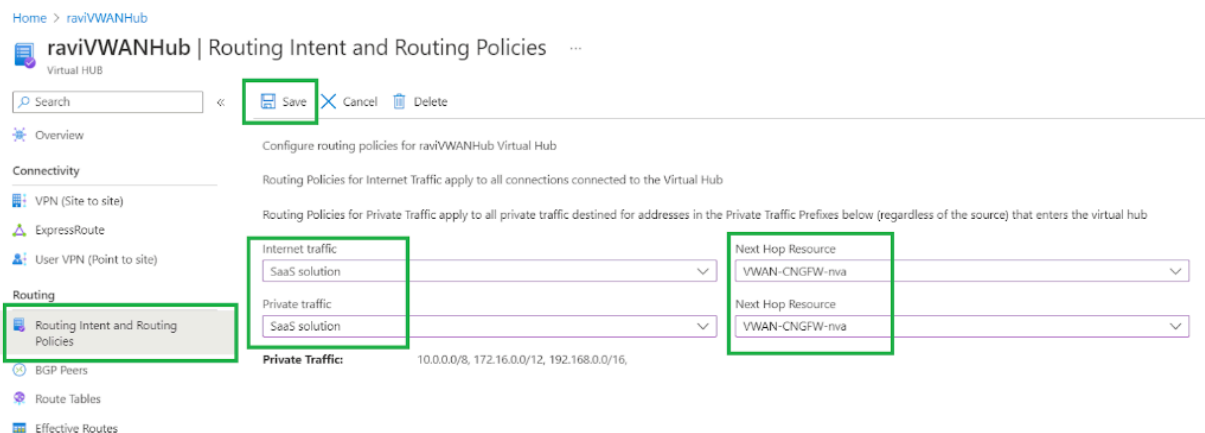 Home > raviVWANHub
raviVWANHub | Routing Intent and Routing Policies ...
Virtual HUB
Search
«
Overview
Connectivity
VPN (Site to site)
ExpressRoute
User VPN (Point to site)
Routing
Routing Intent and Routing
Policies
BGP Peers
Route Tables
Effective Routes
Save Cancel Delete
Configure routing policies for raviVWANHub Virtual Hub
Routing Policies for Internet Traffic apply to all connections connected to the Virtual Hub
Routing Policies for Private Traffic apply to all private traffic destined for addresses in the Private Traffic Prefixes below (regardless of the source) that enters the virtual hub
Internet traffic
SaaS solution
Next Hop Resource
VWAN-CNGFW-nva
Private traffic
SaaS solution
Next Hop Resource
VWAN-CNGFW-nva
Private Traffic: 10.0.0.0/8, 172.16.0.0/12, 192.168.0.0/16,